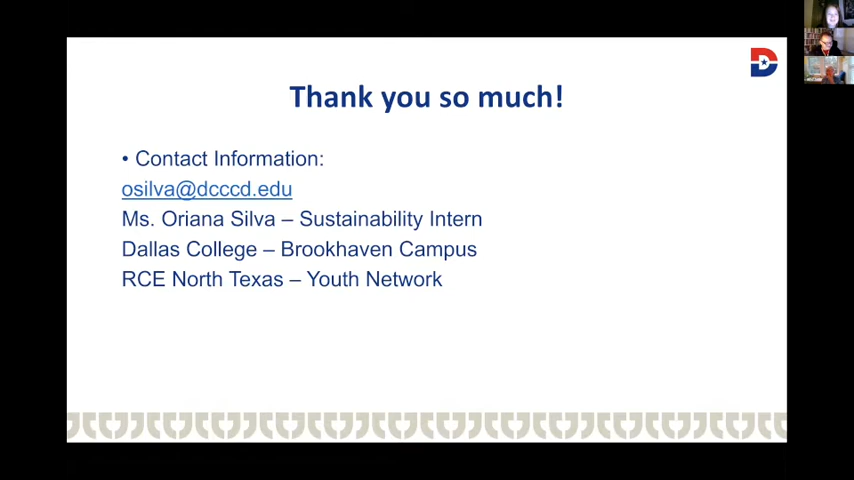 Thank you so much!
• Contact Information:
osilva@dcccd.edu
Ms. Oriana Silva – Sustainability Intern
Dallas College – Brookhaven Campus
RCE North Texas – Youth Network